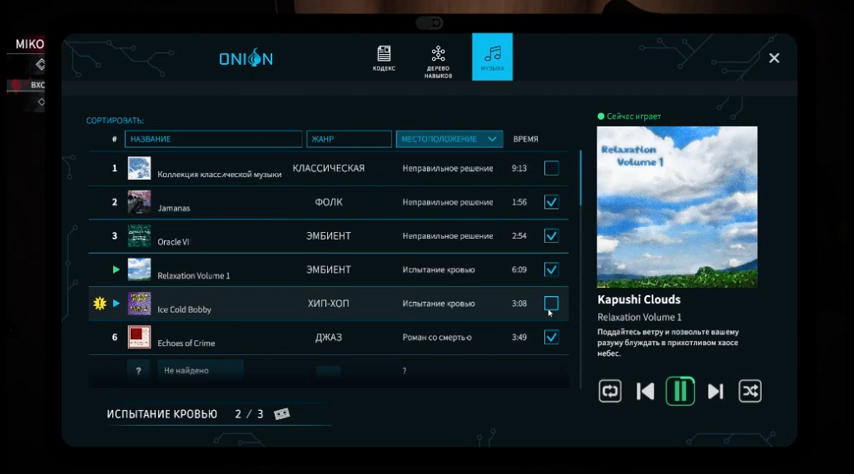 MIKO
ВХО
ONION
КОДЕКС
ДЕРЕВО
НАВЫКОВ
МУЗЫКА
СОРТИРОВАТЬ:
# НАЗВАНИЕ ЖАНР МЕСТОПОЛОЖЕНИЕ ВРЕМЯ
1 Коллекция классической музыки КЛАССИЧЕСКАЯ Неправильное решение 9:13
2 Jamanas ФОЛК Неправильное решение 1:56
3 Oracle VI ЭМБИЕНТ Неправильное решение 2:54
Relaxation Volume 1 ЭМБИЕНТ Испытание кровью 6:09
Ice Cold Bobby ХИП-ХОП Испытание кровью 3:08
6 Echoes of Crime ДЖАЗ Роман со смертью 3:49
? Не найдено ?
ИСПЫТАНИЕ КРОВЬЮ 2 / 3
Сейчас играет
Relaxation
Volume 1
Kapushi Clouds
Relaxation Volume 1
Поддайтесь ветру и позвольте вашему
разуму блуждать в прихотливом хаосе
небес.